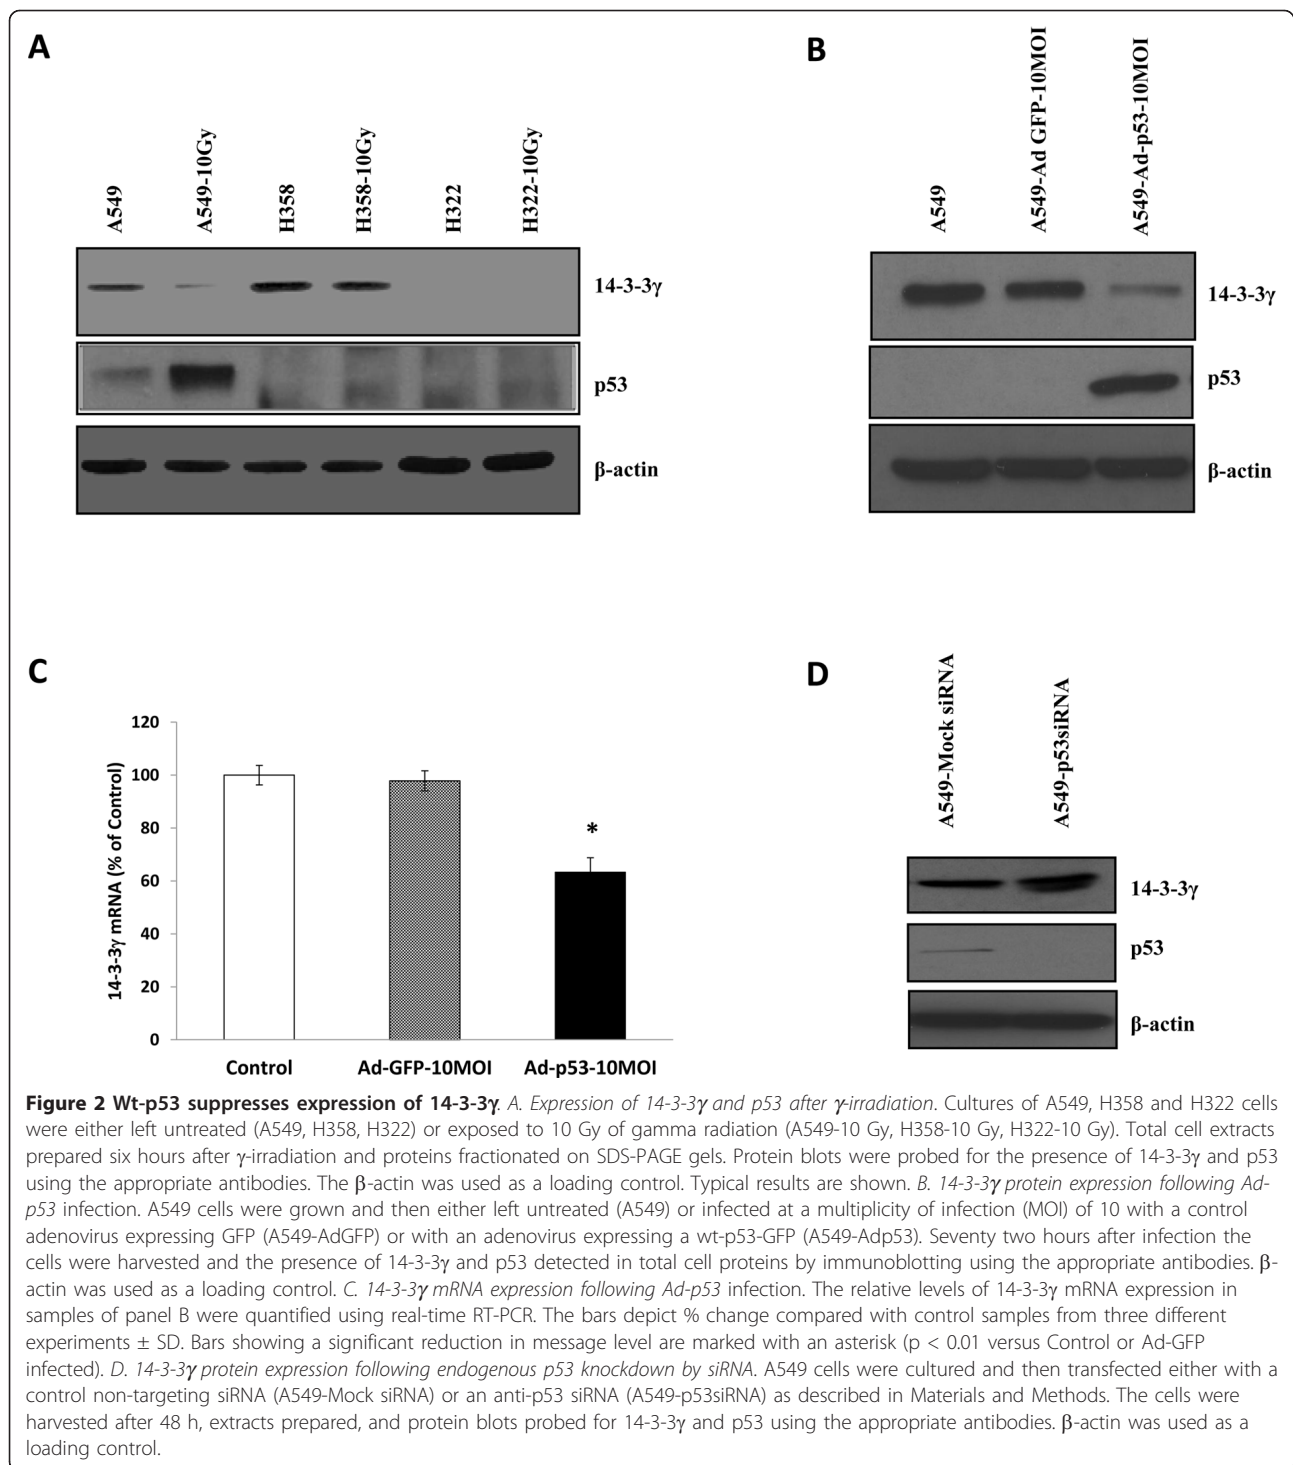 A
A549
A549-10Gy
H358
H358-10Gy
H322
H322-10Gy
14-3-3γ
p53
β-actin
B
A549
A549-Ad GFP-10MOI
A549-Ad-p53-10MOI
14-3-3γ
p53
β-actin
C
14-3-3γ mRNA (% of Control)
120
100
80
60
40
20
0
*
Control
Ad-GFP-10MOI
Ad-p53-10MOI
D
A549-Mock siRNA
A549-p53siRNA
14-3-3γ
p53
β-actin
Figure 2 Wt-p53 suppresses expression of 14-3-3γ. A. Expression of 14-3-3γ and p53 after γ-irradiation. Cultures of A549, H358 and H322 cells
were either left untreated (A549, H358, H322) or exposed to 10 Gy of gamma radiation (A549-10 Gy, H358-10 Gy, H322-10 Gy). Total cell extracts
prepared six hours after γ-irradiation and proteins fractionated on SDS-PAGE gels. Protein blots were probed for the presence of 14-3-3γ and p53
using the appropriate antibodies. The β-actin was used as a loading control. Typical results are shown. B. 14-3-3γ protein expression following Ad-
p53 infection. A549 cells were grown and then either left untreated (A549) or infected at a multiplicity of infection (MOI) of 10 with a control
adenovirus expressing GFP (A549-AdGFP) or with an adenovirus expressing a wt-p53-GFP (A549-Adp53). Seventy two hours after infection the
cells were harvested and the presence of 14-3-3γ and p53 detected in total cell proteins by immunoblotting using the appropriate antibodies. β-
actin was used as a loading control. C. 14-3-3γ mRNA expression following Ad-p53 infection. The relative levels of 14-3-3γ mRNA expression in
samples of panel B were quantified using real-time RT-PCR. The bars depict % change compared with control samples from three different
experiments ± SD. Bars showing a significant reduction in message level are marked with an asterisk (p < 0.01 versus Control or Ad-GFP
infected). D. 14-3-3γ protein expression following endogenous p53 knockdown by siRNA. A549 cells were cultured and then transfected either with a
control non-targeting siRNA (A549-Mock siRNA) or an anti-p53 siRNA (A549-p53siRNA) as described in Materials and Methods. The cells were
harvested after 48 h, extracts prepared, and protein blots probed for 14-3-3γ and p53 using the appropriate antibodies. β-actin was used as a
loading control.